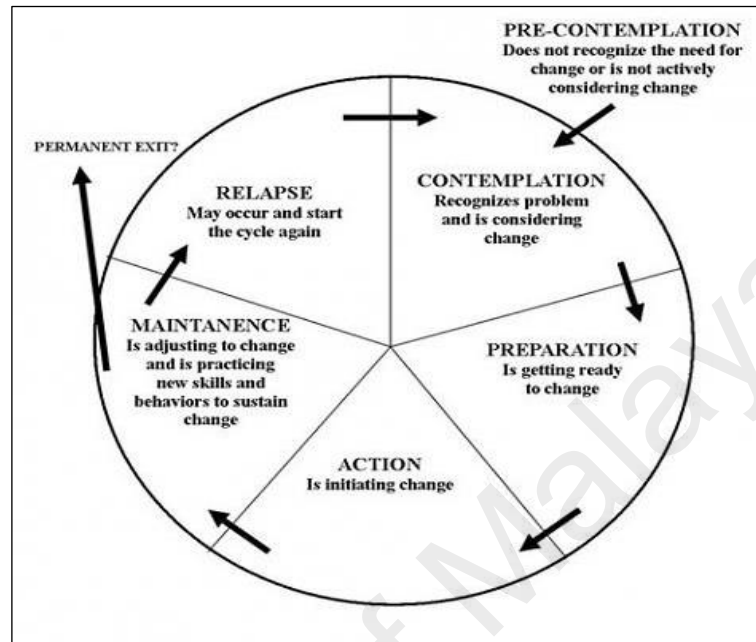 PRE-CONTEMPLATION
Does not recognize the need for
change or is not actively
considering change
PERMANENT EXIT?
RELAPSE
May occur and start
the cycle again
CONTEMPLATION
Recognizes problem
and is considering
change
MAINTANENCE
Is adjusting to change
and is practicing
new skills and
behaviors to sustain
change
PREPARATION
Is getting ready
to change
ACTION
Is initiating change
of Malaya